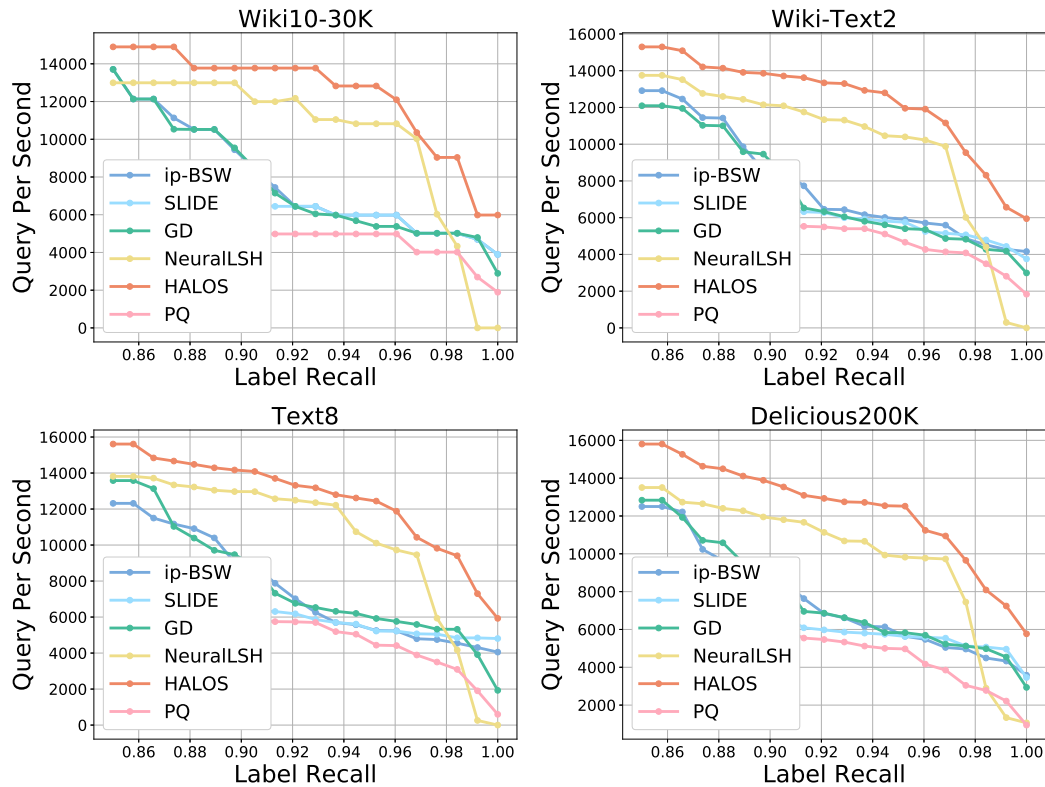 Wiki10-30K
Query Per Second
14000
12000
10000
8000
6000
4000
2000
0
ip-BSW
SLIDE
GD
NeuralLSH
HALOS
PQ
0.86 0.88 0.90 0.92 0.94 0.96 0.98 1.00
Label Recall
Wiki-Text2
Query Per Second
16000
14000
12000
10000
8000
6000
4000
2000
0
ip-BSW
SLIDE
GD
NeuralLSH
HALOS
PQ
0.86 0.88 0.90 0.92 0.94 0.96 0.98 1.00
Label Recall
Text8
Query Per Second
16000
14000
12000
10000
8000
6000
4000
2000
0
ip-BSW
SLIDE
GD
NeuralLSH
HALOS
PQ
0.86 0.88 0.90 0.92 0.94 0.96 0.98 1.00
Label Recall
Delicious200K
Query Per Second
16000
14000
12000
10000
8000
6000
4000
2000
ip-BSW
SLIDE
GD
NeuralLSH
HALOS
PQ
0.86 0.88 0.90 0.92 0.94 0.96 0.98 1.00
Label Recall